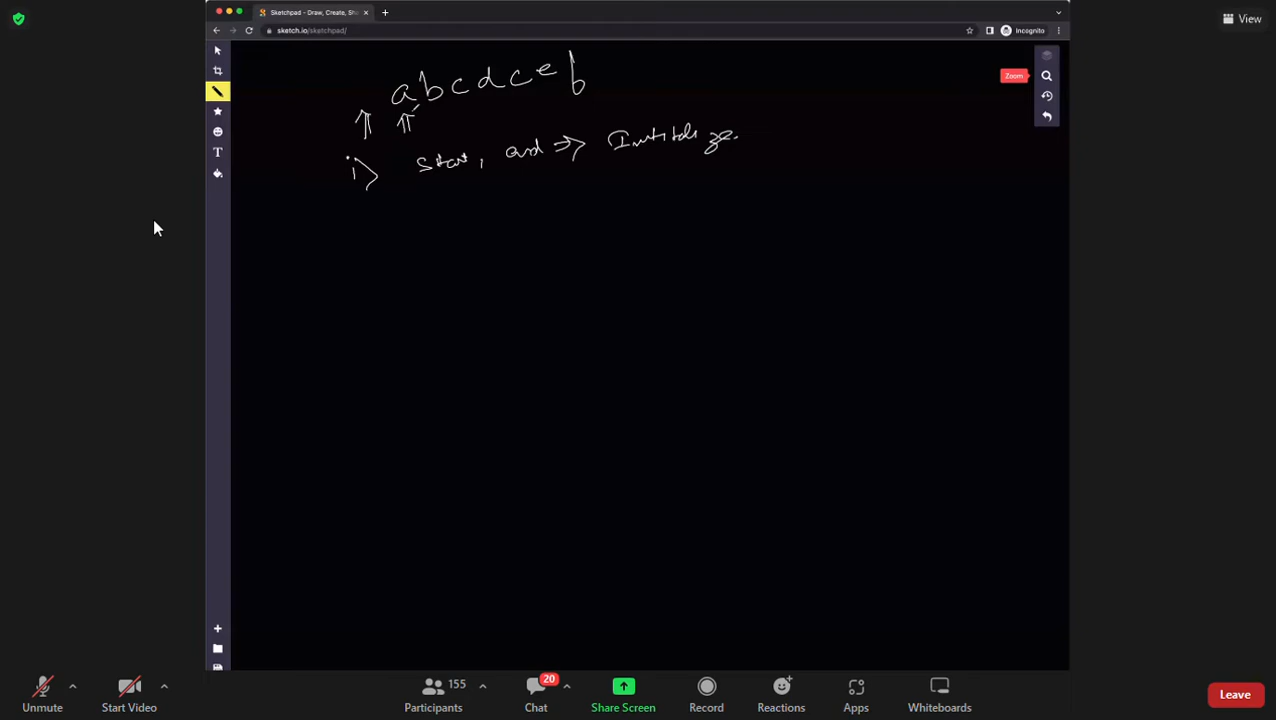 Sketchpad - Draw, Create, Sha
sketch.io/sketchpad/
Incognito
View
a b c d c e b
Zoom
i> Start, end => Initialize.
Unmute
Start Video
155
Participants
20
Chat
Share Screen
Record
Reactions
Apps
Whiteboards
Leave